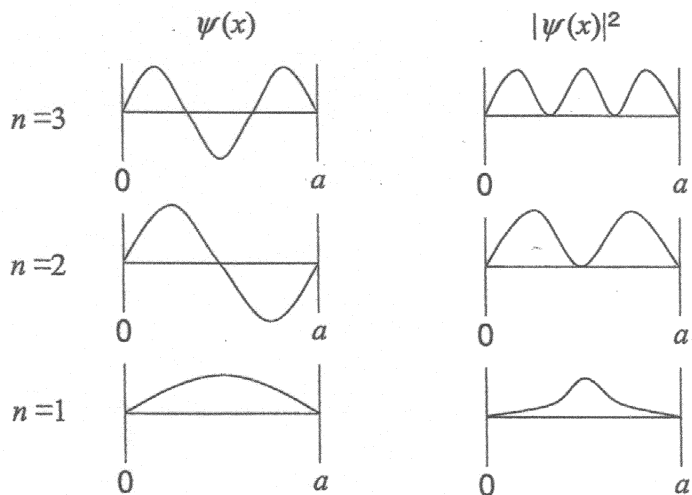 ψ(x) |ψ(x)|²
n=3
0 a 0 a
n=2
0 a 0 a
n=1
0 a 0 a